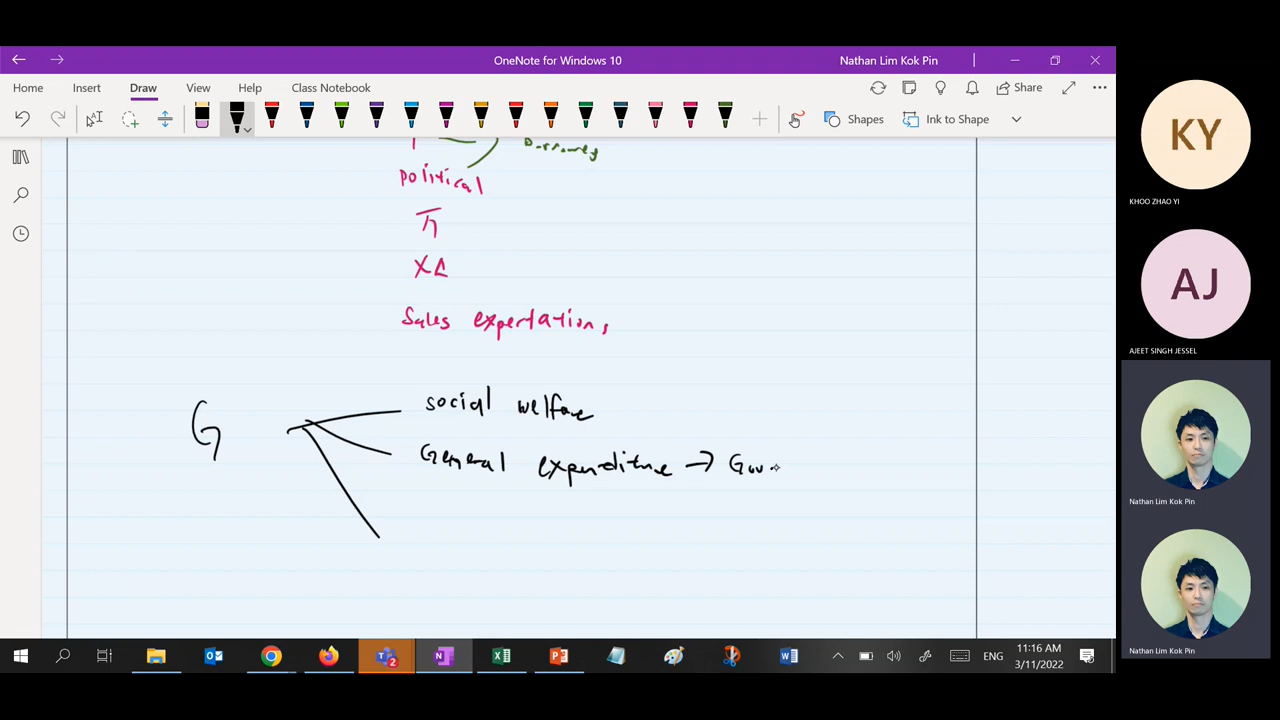 OneNote for Windows 10
Nathan Lim Kok Pin
Home Insert Draw View Help Class Notebook
Share
Shapes
Ink to Shape
political
π
Sales expectations
G
social welfare
General expenditure → Gov
KY
KHOO ZHAO YI
AJ
AJEET SINGH JESSEL
Nathan Lim Kok Pin
Nathan Lim Kok Pin
2
ENG
11:16 AM
3/11/2022